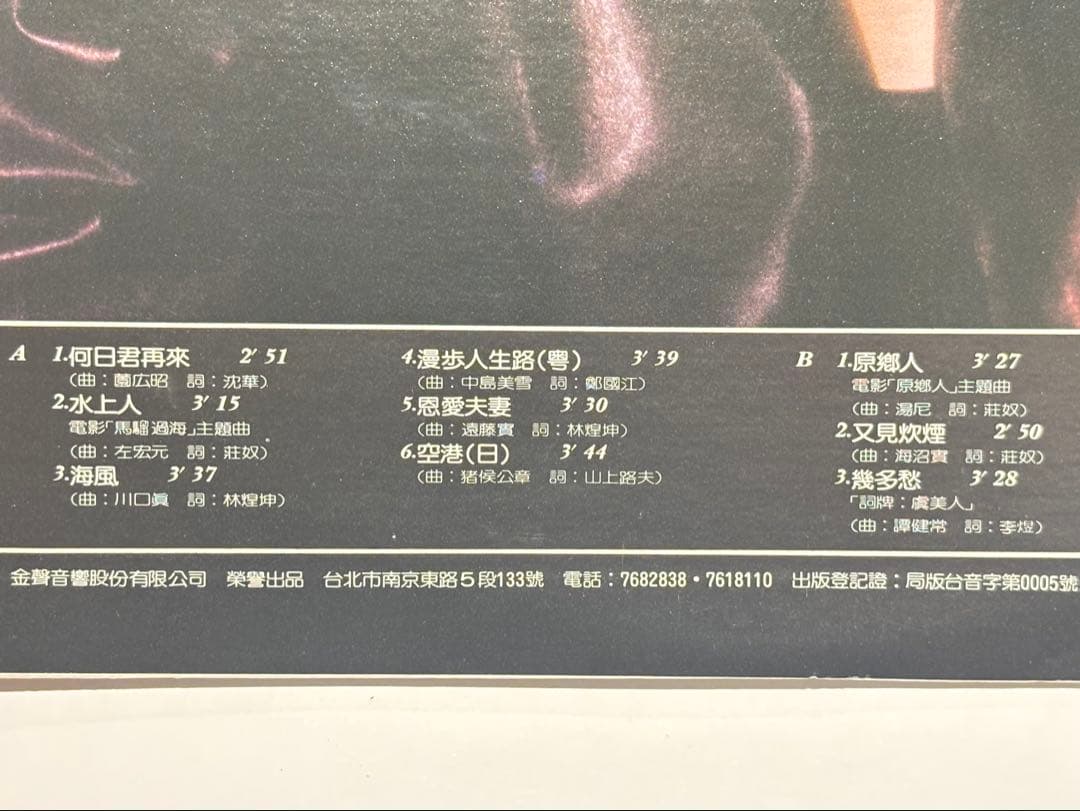 A
1.何日君再來 2′ 51
(曲：薗広昭 詞：沈華)
2.水上人 3′ 15
電影「馬騮過海」主題曲
(曲：左宏元 詞：莊奴)
3.海風 3′ 37
(曲：川口眞 詞：林煌坤)
4.漫步人生路(粵) 3′ 39
(曲：中島美雪 詞：鄭國江)
5.恩愛夫妻 3′ 30
(曲：遠藤實 詞：林煌坤)
6.空港(日) 3′ 44
(曲：猪侯公章 詞：山上路夫)
B
1.原鄉人 3′ 27
電影「原鄉人」主題曲
(曲：湯尼 詞：莊奴)
2.又見炊煙 2′ 50
(曲：海沼實 詞：莊奴)
3.幾多愁 3′ 28
「詞牌：虞美人」
(曲：譚健常 詞：李煜)
金聲音響股份有限公司 榮譽出品 台北市南京東路5段133號 電話：7682838・7618110 出版登記證：局版台音字第0005號